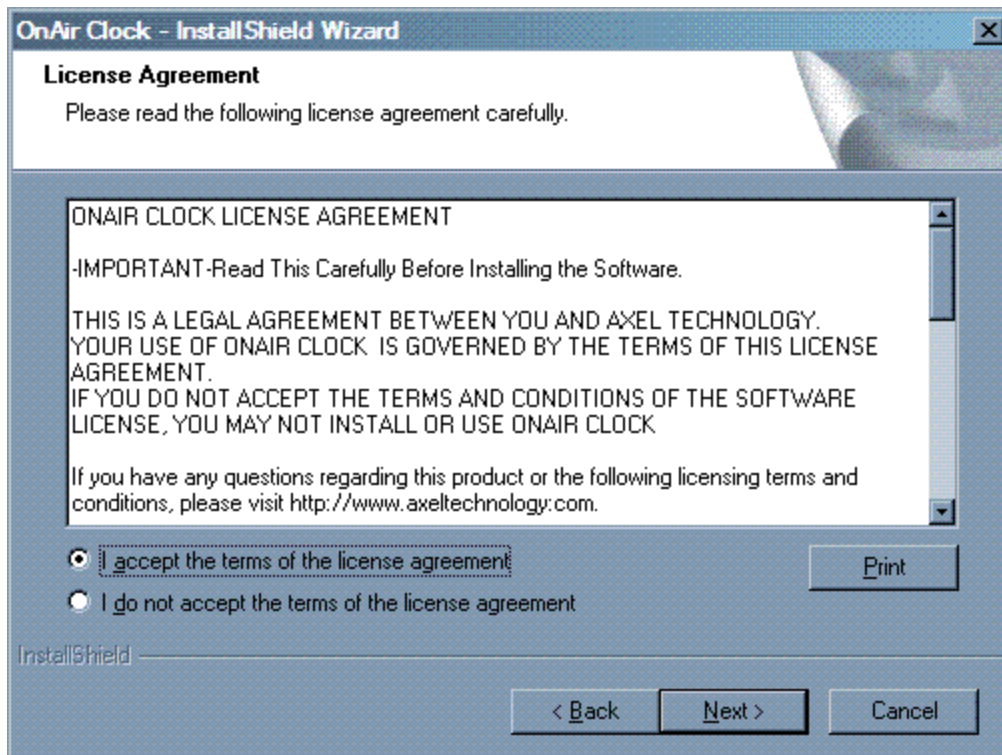 OnAir Clock - InstallShield Wizard
License Agreement
Please read the following license agreement carefully.
ONAIR CLOCK LICENSE AGREEMENT
-IMPORTANT-Read This Carefully Before Installing the Software.
THIS IS A LEGAL AGREEMENT BETWEEN YOU AND AXEL TECHNOLOGY.
YOUR USE OF ONAIR CLOCK  IS GOVERNED BY THE TERMS OF THIS LICENSE
AGREEMENT.
IF YOU DO NOT ACCEPT THE TERMS AND CONDITIONS OF THE SOFTWARE
LICENSE, YOU MAY NOT INSTALL OR USE ONAIR CLOCK
If you have any questions regarding this product or the following licensing terms and
conditions, please visit http://www.axeltechnology.com.
I accept the terms of the license agreement
Print
I do not accept the terms of the license agreement
InstallShield
< Back
Next >
Cancel